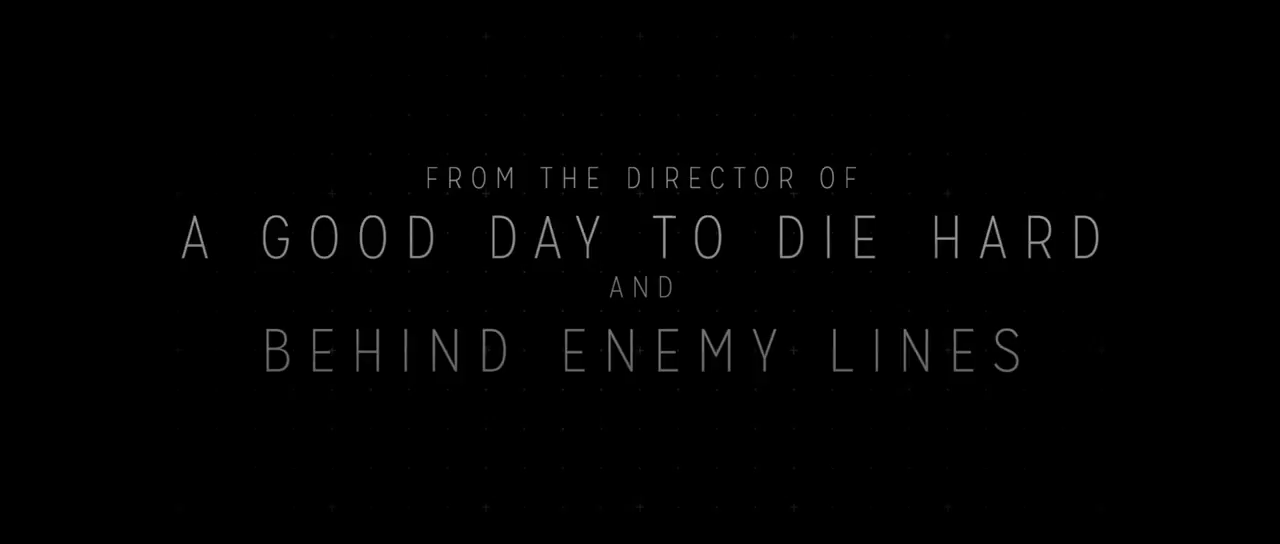 FROM THE DIRECTOR OF
A GOOD DAY TO DIE HARD
AND
BEHIND ENEMY LINES